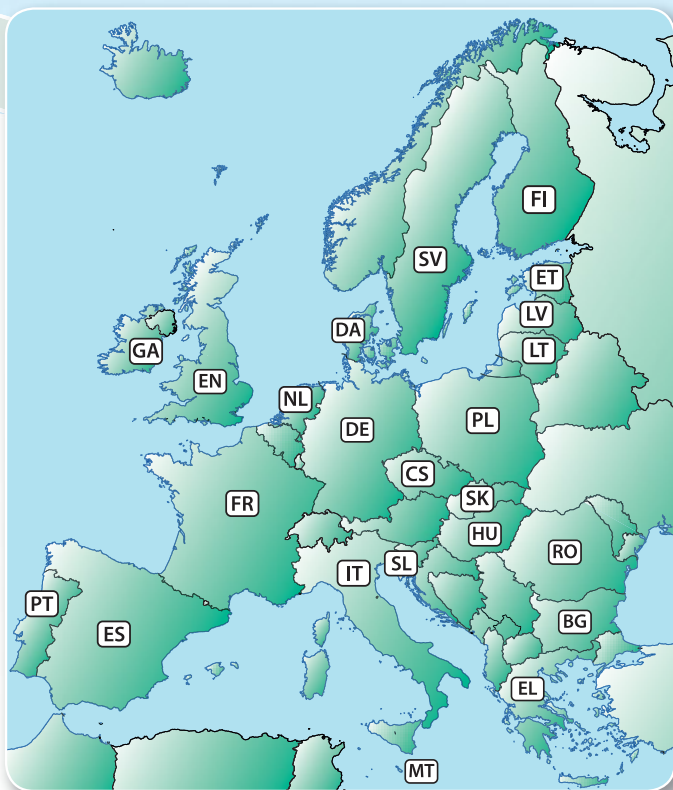 FI
SV
ET
LV
DA
LT
GA
EN
NL
PL
DE
CS
SK
FR
HU
RO
SL
IT
PT
BG
ES
EL
MT